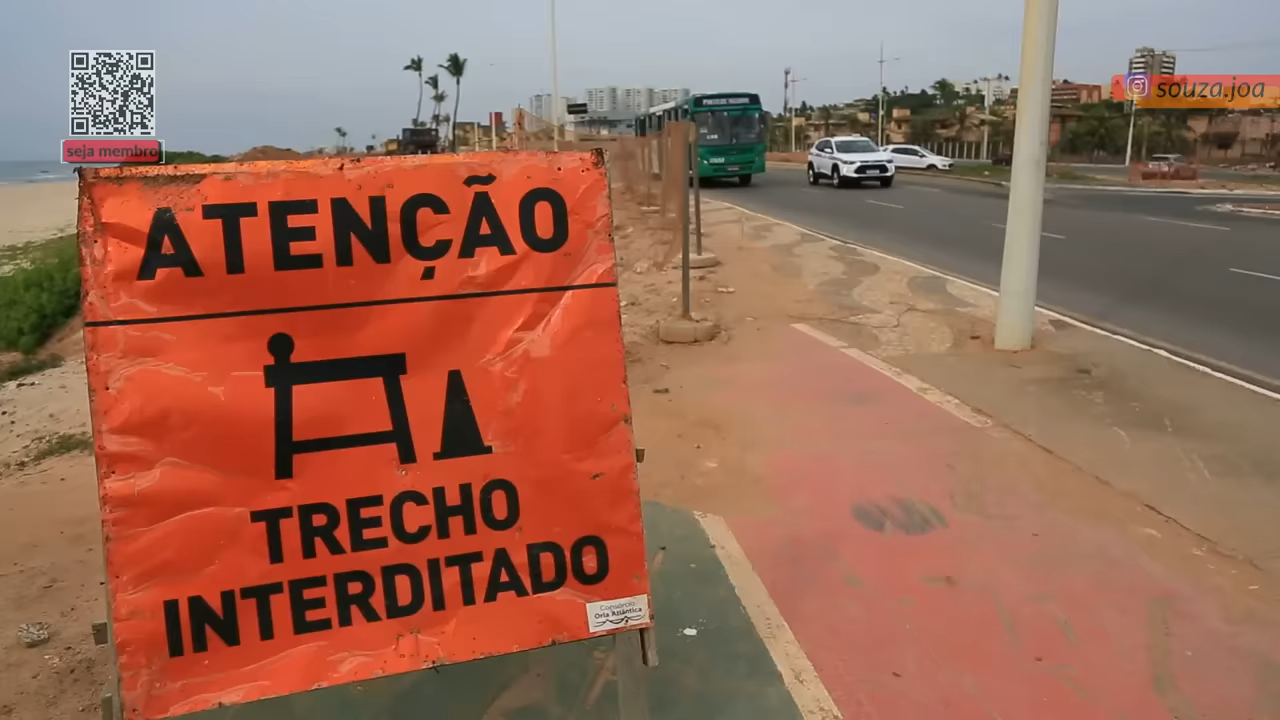 seja membro
souza.joa
ATENÇÃO
TRECHO
INTERDITADO
Consórcio
Orla Atlântica